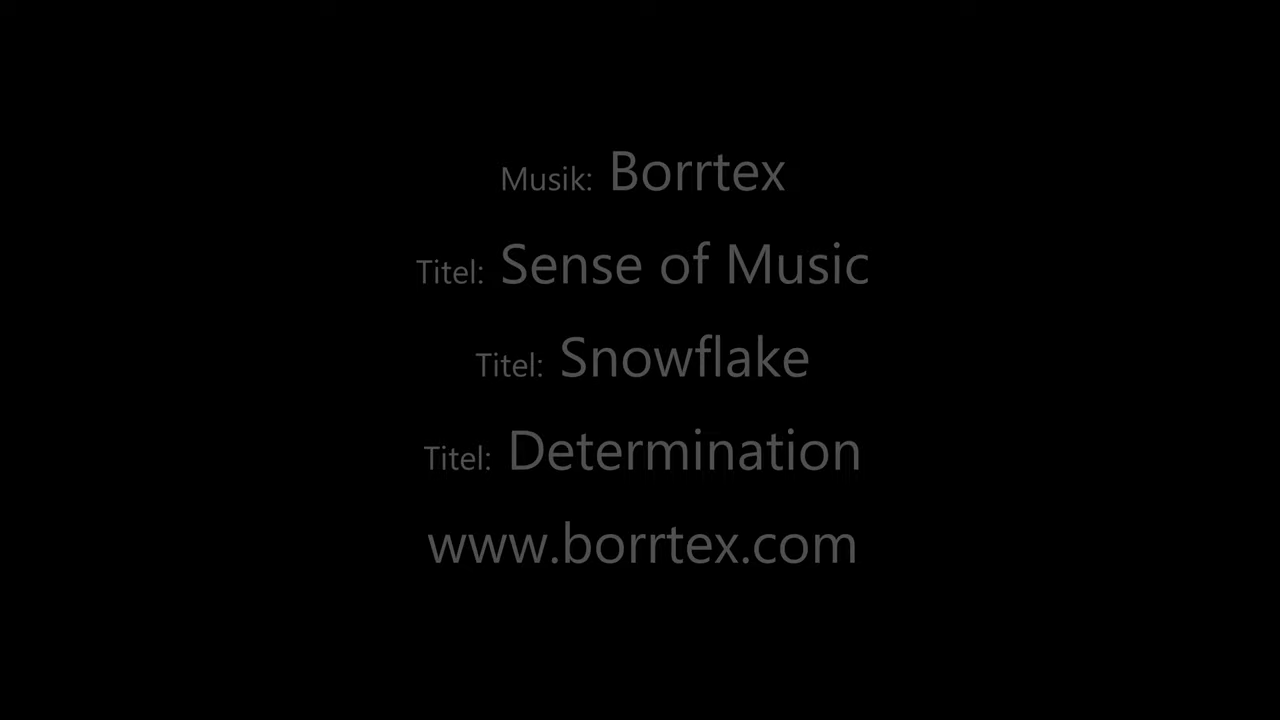 Musik: Borrtex
Titel: Sense of Music
Titel: Snowflake
Titel: Determination
www.borrtex.com